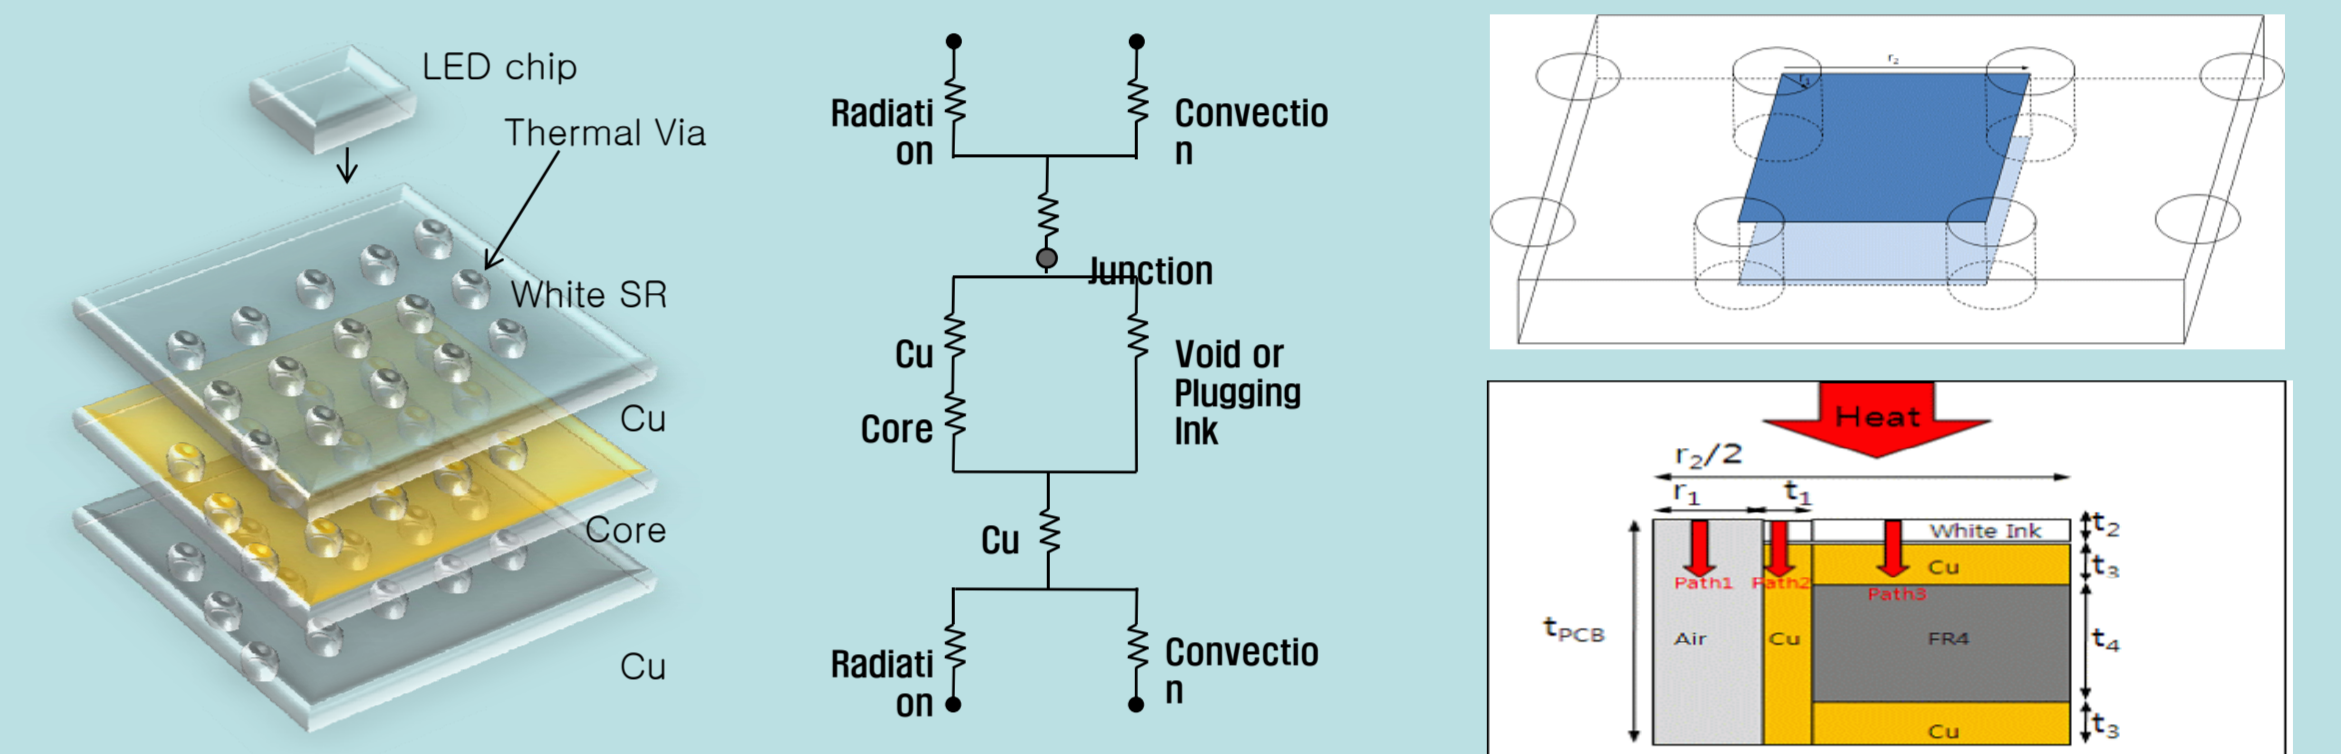 LED chip
Thermal Via
White SR
Cu
Core
Cu
Radiati
on
Convectio
n
Junction
Cu
Core
Void or
Plugging
Ink
Cu
Radiati
on
Convectio
n
r₂
r₁
Heat
r₂/2
r₁
t₁
White Ink
t₂
Cu
t₃
Path1
Path2
Path3
tPCB
Air
Cu
FR4
t₄
Cu
t₃